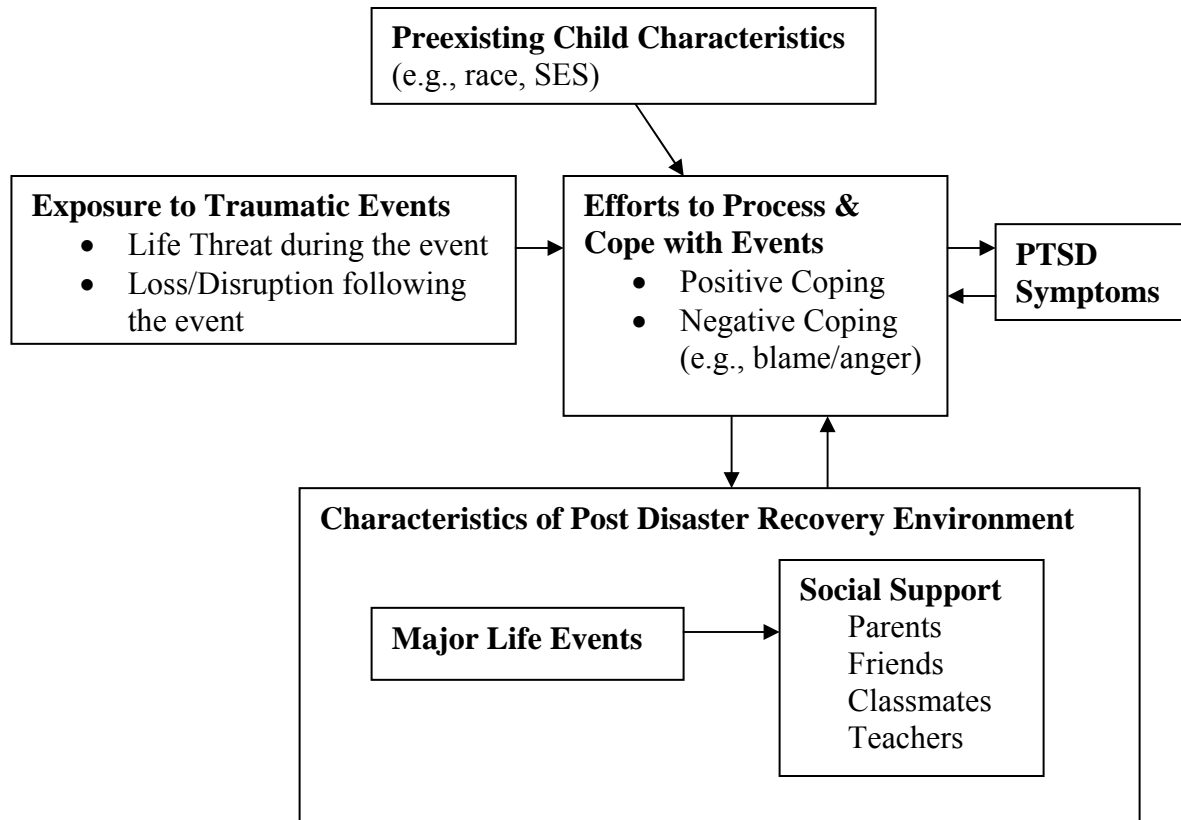 Preexisting Child Characteristics
(e.g., race, SES)
Exposure to Traumatic Events
• Life Threat during the event
• Loss/Disruption following
the event
Efforts to Process &
Cope with Events
• Positive Coping
• Negative Coping
(e.g., blame/anger)
PTSD
Symptoms
Characteristics of Post Disaster Recovery Environment
Major Life Events
Social Support
Parents
Friends
Classmates
Teachers